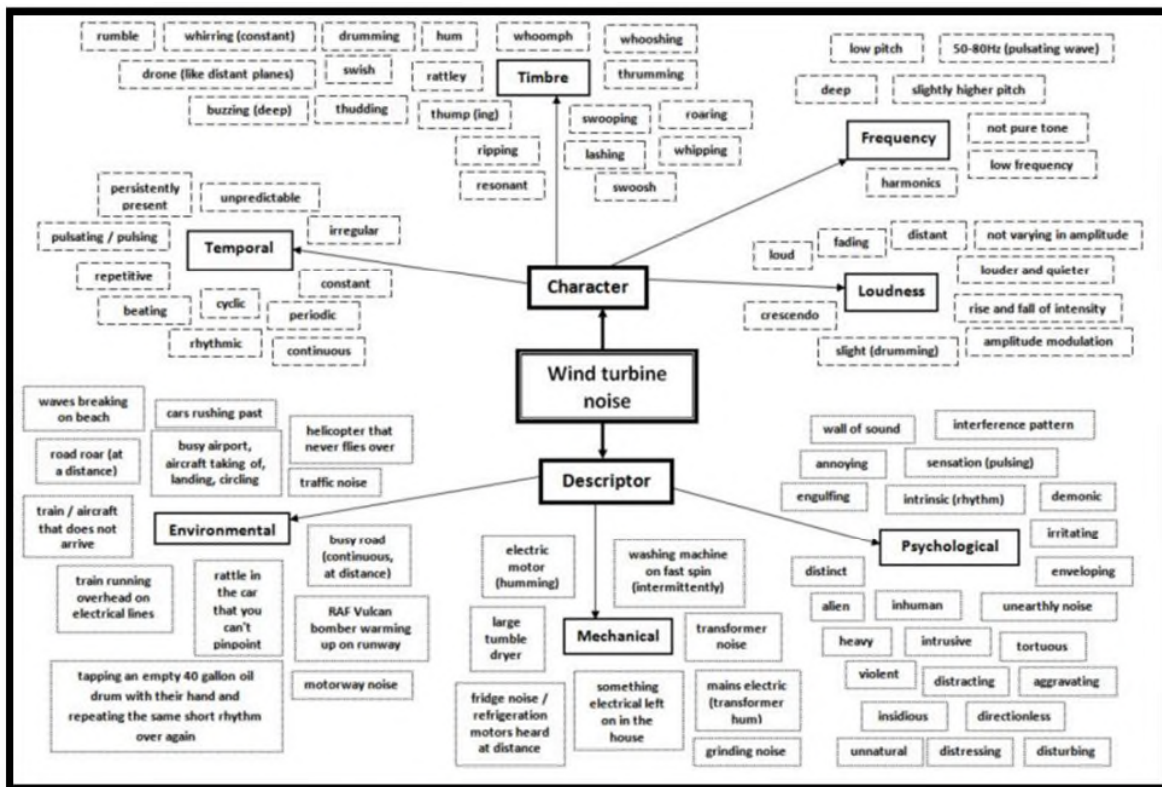 rumble
whirring (constant)
drumming
hum
whoomph
whooshing
drone (like distant planes)
swish
rattley
Timbre
thrumming
buzzing (deep)
thudding
thump (ing)
swooping
roaring
ripping
lashing
whipping
resonant
swoosh
low pitch
50-80Hz (pulsating wave)
deep
slightly higher pitch
Frequency
not pure tone
low frequency
harmonics
persistently
present
unpredictable
pulsating / pulsing
Temporal
irregular
repetitive
constant
beating
cyclic
periodic
rhythmic
continuous
Character
loud
fading
distant
not varying in amplitude
louder and quieter
Loudness
crescendo
rise and fall of intensity
slight (drumming)
amplitude modulation
Wind turbine
noise
Descriptor
waves breaking
on beach
cars rushing past
helicopter that
never flies over
road roar (at
a distance)
busy airport,
aircraft taking of,
landing, circling
traffic noise
train / aircraft
that does not
arrive
Environmental
busy road
(continuous,
at distance)
train running
overhead on
electrical lines
rattle in
the car
that you
can't
pinpoint
RAF Vulcan
bomber warming
up on runway
tapping an empty 40 gallon oil
drum with their hand and
repeating the same short rhythm
over again
motorway noise
electric
motor
(humming)
washing machine
on fast spin
(intermittently)
large
tumble
dryer
Mechanical
transformer
noise
fridge noise /
refrigeration
motors heard
at distance
something
electrical left
on in the
house
mains electric
(transformer
hum)
grinding noise
wall of sound
interference pattern
annoying
sensation (pulsing)
engulfing
intrinsic (rhythm)
demonic
Psychological
irritating
distinct
enveloping
alien
inhuman
unearthly noise
heavy
intrusive
tortuous
violent
distracting
aggravating
insidious
directionless
unnatural
distressing
disturbing